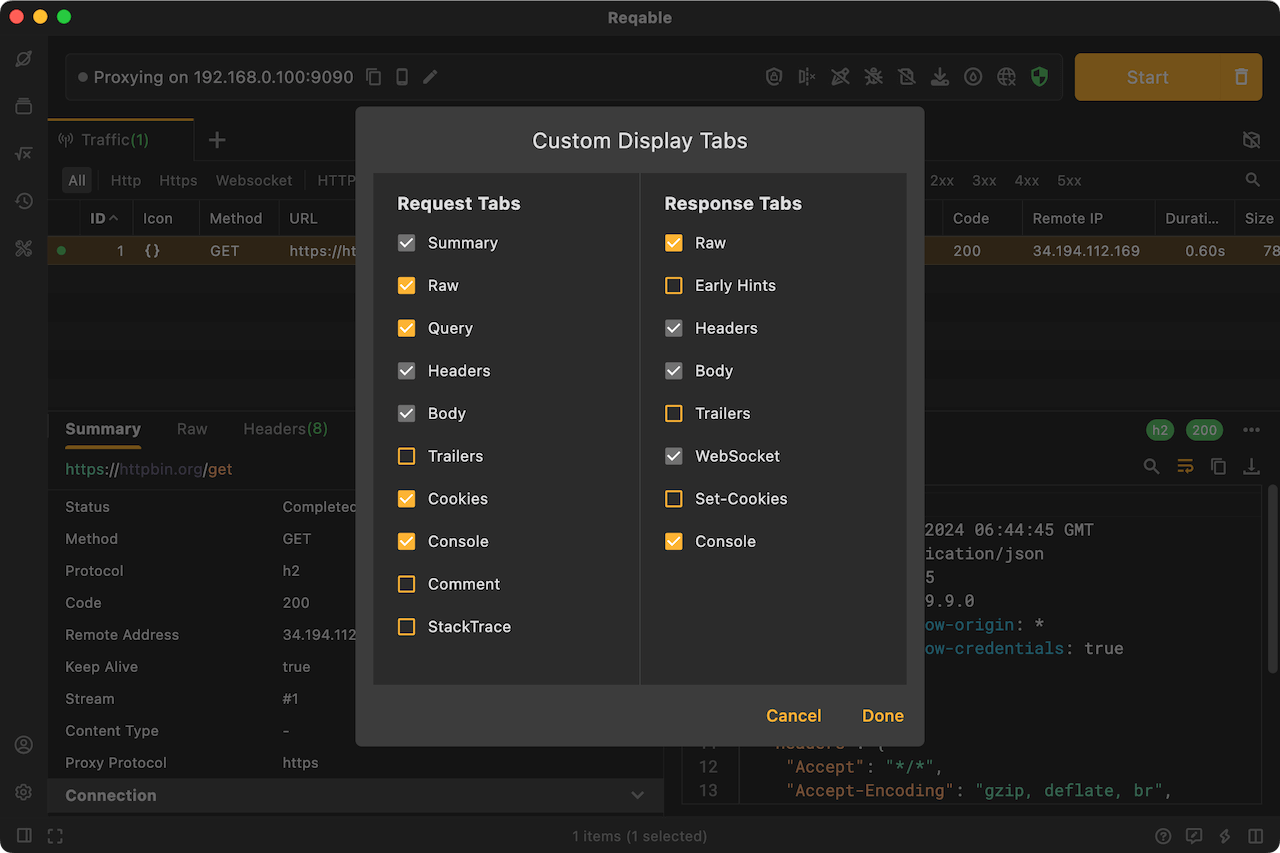 Reqable
Proxying on 192.168.0.100:9090
Start
Traffic(1)
All Http Https Websocket HTTP 2xx 3xx 4xx 5xx
ID Icon Method URL Code Remote IP Durati... Size
1 {} GET https://ht 200 34.194.112.169 0.60s 78
Custom Display Tabs
Request Tabs
Summary
Raw
Query
Headers
Body
Trailers
Cookies
Console
Comment
StackTrace
Response Tabs
Raw
Early Hints
Headers
Body
Trailers
WebSocket
Set-Cookies
Console
Cancel Done
Summary Raw Headers(8)
https://httpbin.org/get
Status Completed
Method GET
Protocol h2
Code 200
Remote Address 34.194.112
Keep Alive true
Stream #1
Content Type -
Proxy Protocol https
Connection
h2 200
2024 06:44:45 GMT
ication/json
5
9.9.0
ow-origin: *
ow-credentials: true
12 "Accept": "*/*",
13 "Accept-Encoding": "gzip, deflate, br",
1 items (1 selected)